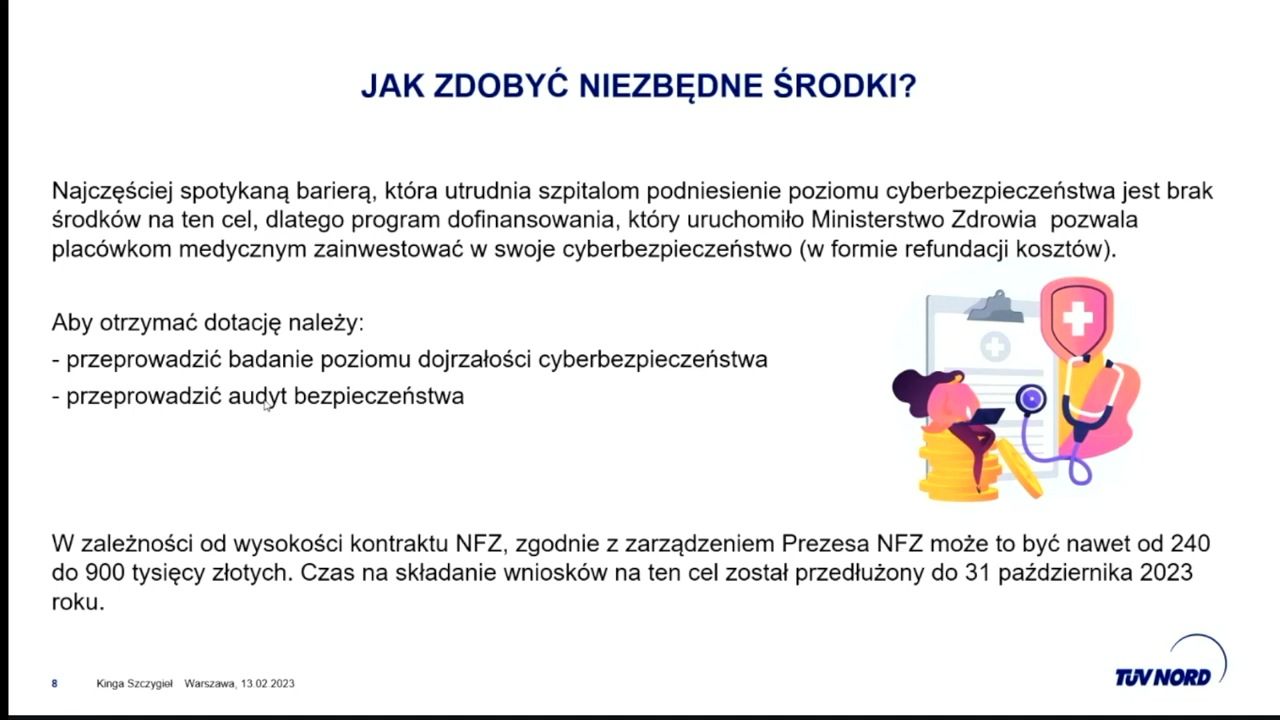 JAK ZDOBYĆ NIEZBĘDNE ŚRODKI?
Najczęściej spotykaną barierą, która utrudnia szpitalom podniesienie poziomu cyberbezpieczeństwa jest brak
środków na ten cel, dlatego program dofinansowania, który uruchomiło Ministerstwo Zdrowia pozwala
placówkom medycznym zainwestować w swoje cyberbezpieczeństwo (w formie refundacji kosztów).
Aby otrzymać dotację należy:
- przeprowadzić badanie poziomu dojrzałości cyberbezpieczeństwa
- przeprowadzić audyt bezpieczeństwa
W zależności od wysokości kontraktu NFZ, zgodnie z zarządzeniem Prezesa NFZ może to być nawet od 240
do 900 tysięcy złotych. Czas na składanie wniosków na ten cel został przedłużony do 31 października 2023
roku.
8 Kinga Szczygieł Warszawa, 13.02.2023
TÜV NORD